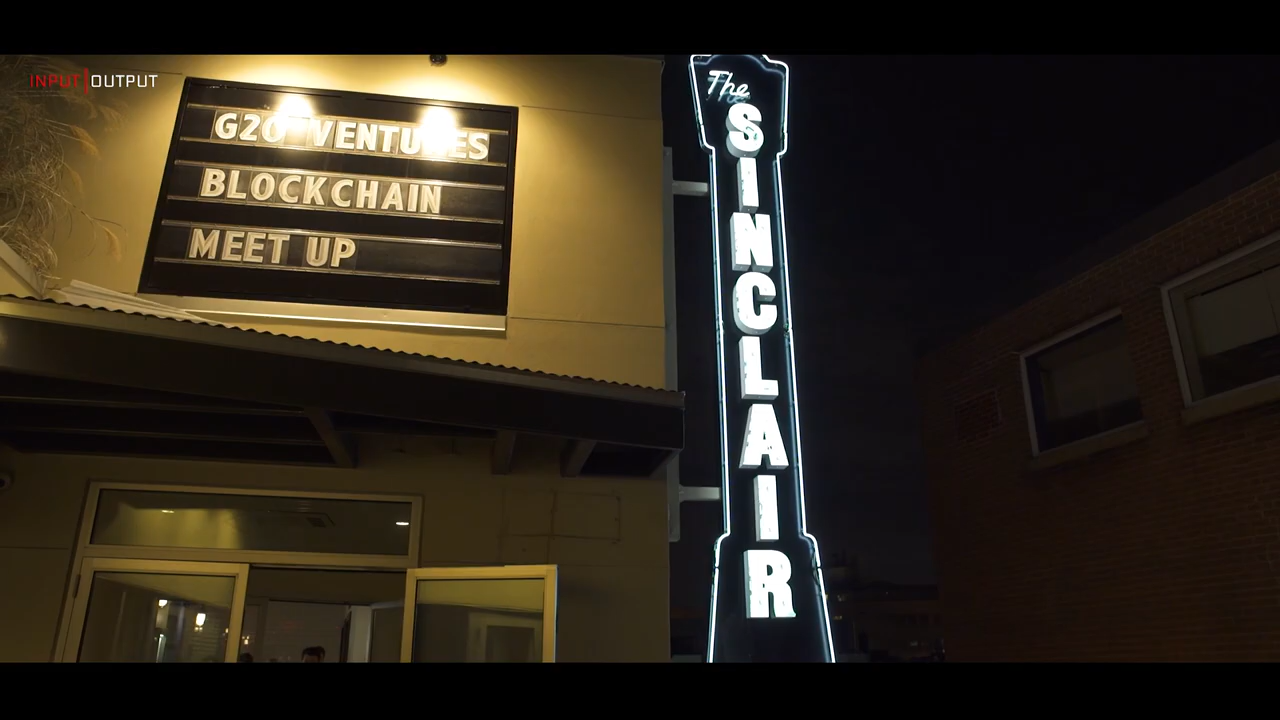 INPUT|OUTPUT
G20 VENTURES
BLOCKCHAIN
MEET UP
The
SINCLAIR